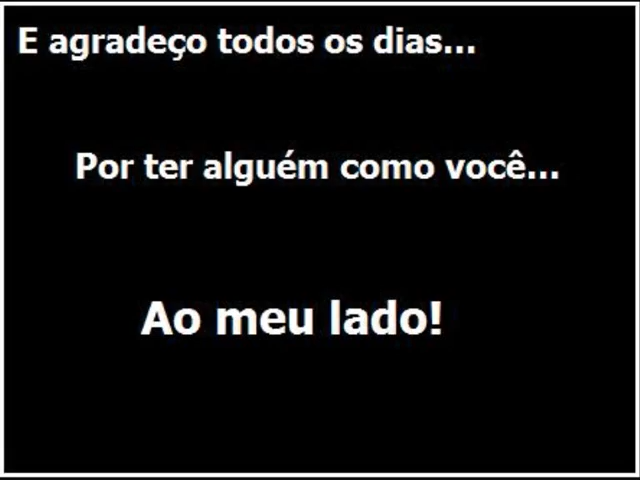 E agradeço todos os dias...
Por ter alguém como você...
Ao meu lado!